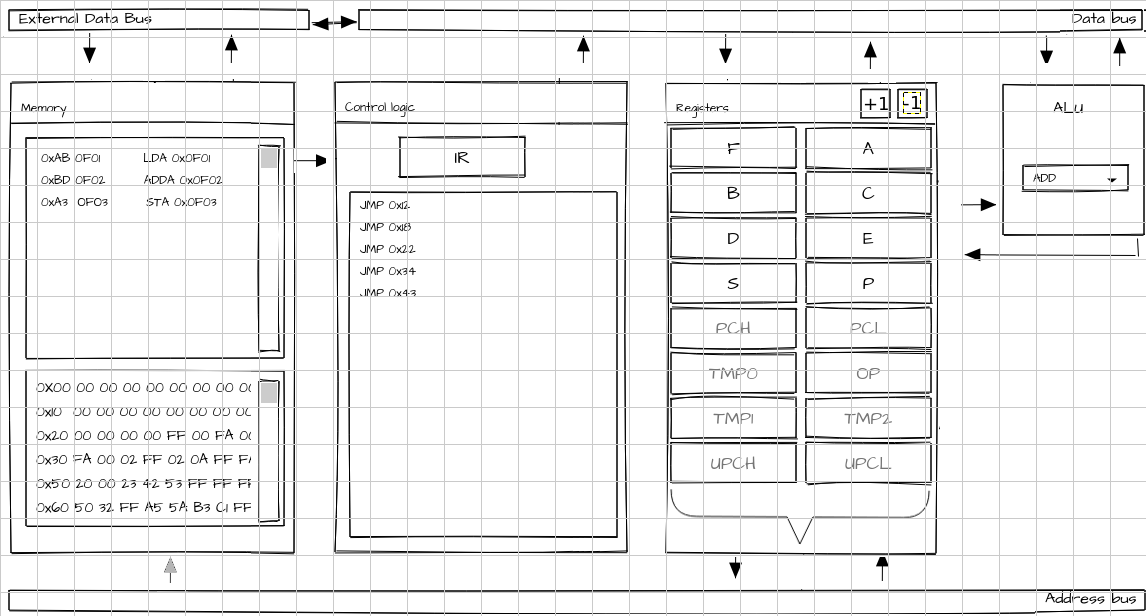 External Data Bus
Data bus
Memory
0xAB 0F01 LDA 0x0F01
0xBD 0F02 ADDA 0x0F02
0xA3 0F03 STA 0x0F03
0X00 00 00 00 00 00 00 00 0(
0x10 00 00 00 00 00 00 00 0(
0x20 00 00 00 00 FF 00 FA 0(
0x30 FA 00 02 FF 02 0A FF F/
0x50 20 00 23 42 53 FF FF FF
0x60 50 32 FF A5 5A B3 C1 FF
Control logic
IR
JMP 0x12
JMP 0x18
JMP 0x22
JMP 0x34
JMP 0x43
Registers
+1 -1
F A
B C
D E
S P
PCH PCL
TMP0 OP
TMP1 TMP2
UPCH UPCL
ALU
ADD
Address bus